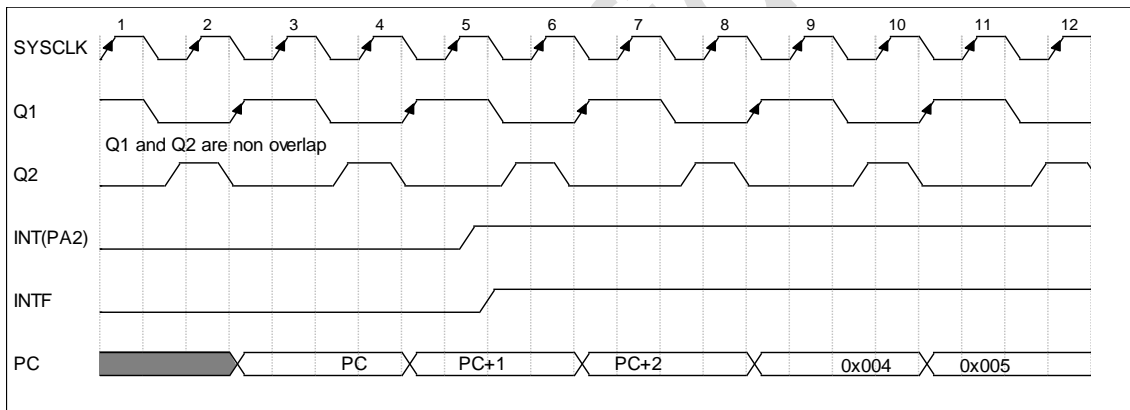 1 2 3 4 5 6 7 8 9 10 11 12
SYSCLK
Q1
Q1 and Q2 are non overlap
Q2
INT(PA2)
INTF
PC PC PC+1 PC+2 0x004 0x005